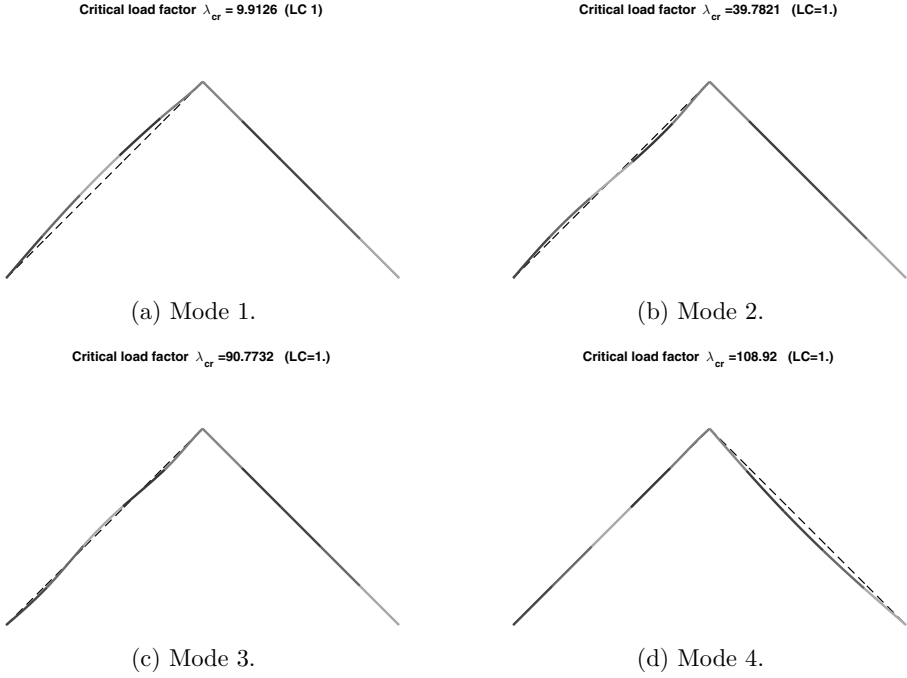 Critical load factor λcr = 9.9126 (LC 1)
Critical load factor λcr =39.7821 (LC=1.)
(a) Mode 1.
(b) Mode 2.
Critical load factor λcr =90.7732 (LC=1.)
Critical load factor λcr =108.92 (LC=1.)
(c) Mode 3.
(d) Mode 4.